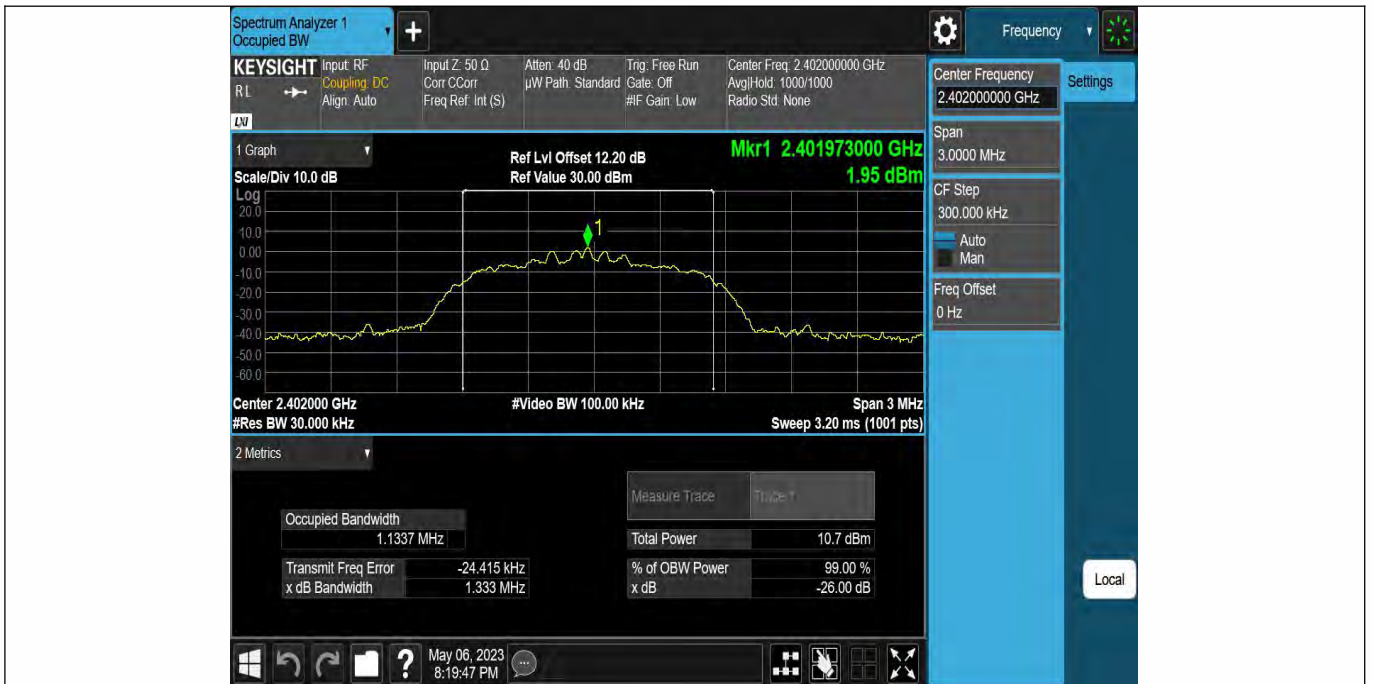 Spectrum Analyzer 1
Occupied BW
+
Frequency
KEYSIGHT
RL
LXI
Input: RF
Coupling: DC
Align: Auto
Input Z: 50 Ω
Corr CCorr
Freq Ref: Int (S)
Atten: 40 dB
µW Path: Standard
Trig: Free Run
Gate: Off
#IF Gain: Low
Center Freq: 2.402000000 GHz
Avg|Hold: 1000/1000
Radio Std: None
Center Frequency
2.402000000 GHz
Settings
Span
3.0000 MHz
CF Step
300.000 kHz
Auto
Man
Freq Offset
0 Hz
1 Graph
Scale/Div 10.0 dB
Ref Lvl Offset 12.20 dB
Ref Value 30.00 dBm
Mkr1 2.401973000 GHz
1.95 dBm
Log
20.0
10.0
0.00
-10.0
-20.0
-30.0
-40.0
-50.0
-60.0
1
Center 2.402000 GHz
#Video BW 100.00 kHz
Span 3 MHz
#Res BW 30.000 kHz
Sweep 3.20 ms (1001 pts)
2 Metrics
Measure Trace
Trace 1
Occupied Bandwidth
1.1337 MHz
Total Power
10.7 dBm
Transmit Freq Error
-24.415 kHz
% of OBW Power
99.00 %
x dB Bandwidth
1.333 MHz
x dB
-26.00 dB
Local
?
May 06, 2023
8:19:47 PM